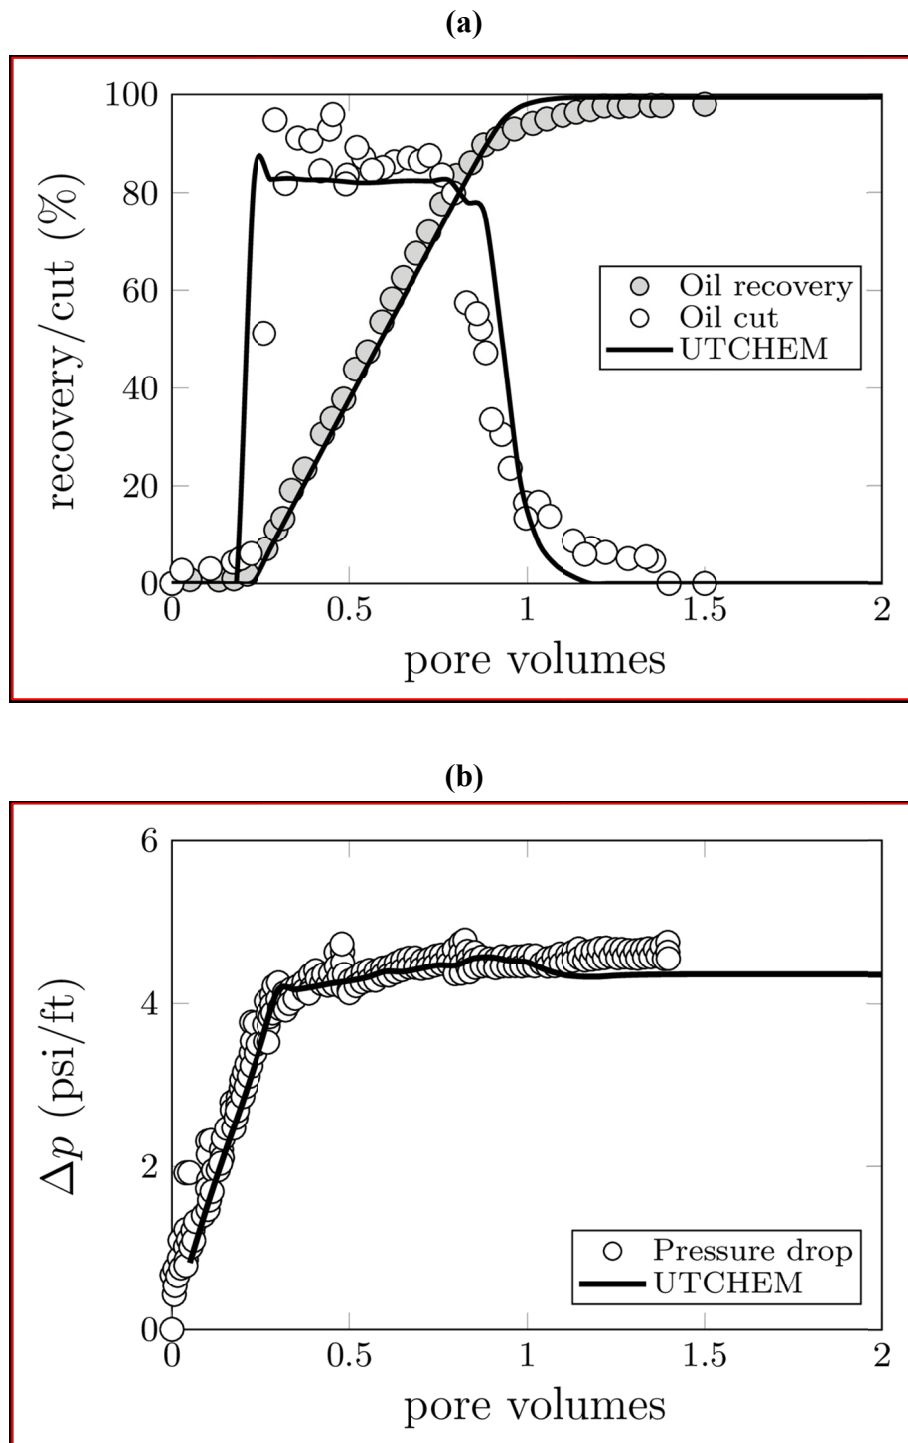 (a)
100
80
60
40
20
0
recovery/cut (%)
Oil recovery
Oil cut
UTCHEM
0 0.5 1 1.5 2
pore volumes
(b)
6
4
2
0
Δp (psi/ft)
Pressure drop
UTCHEM
0 0.5 1 1.5 2
pore volumes